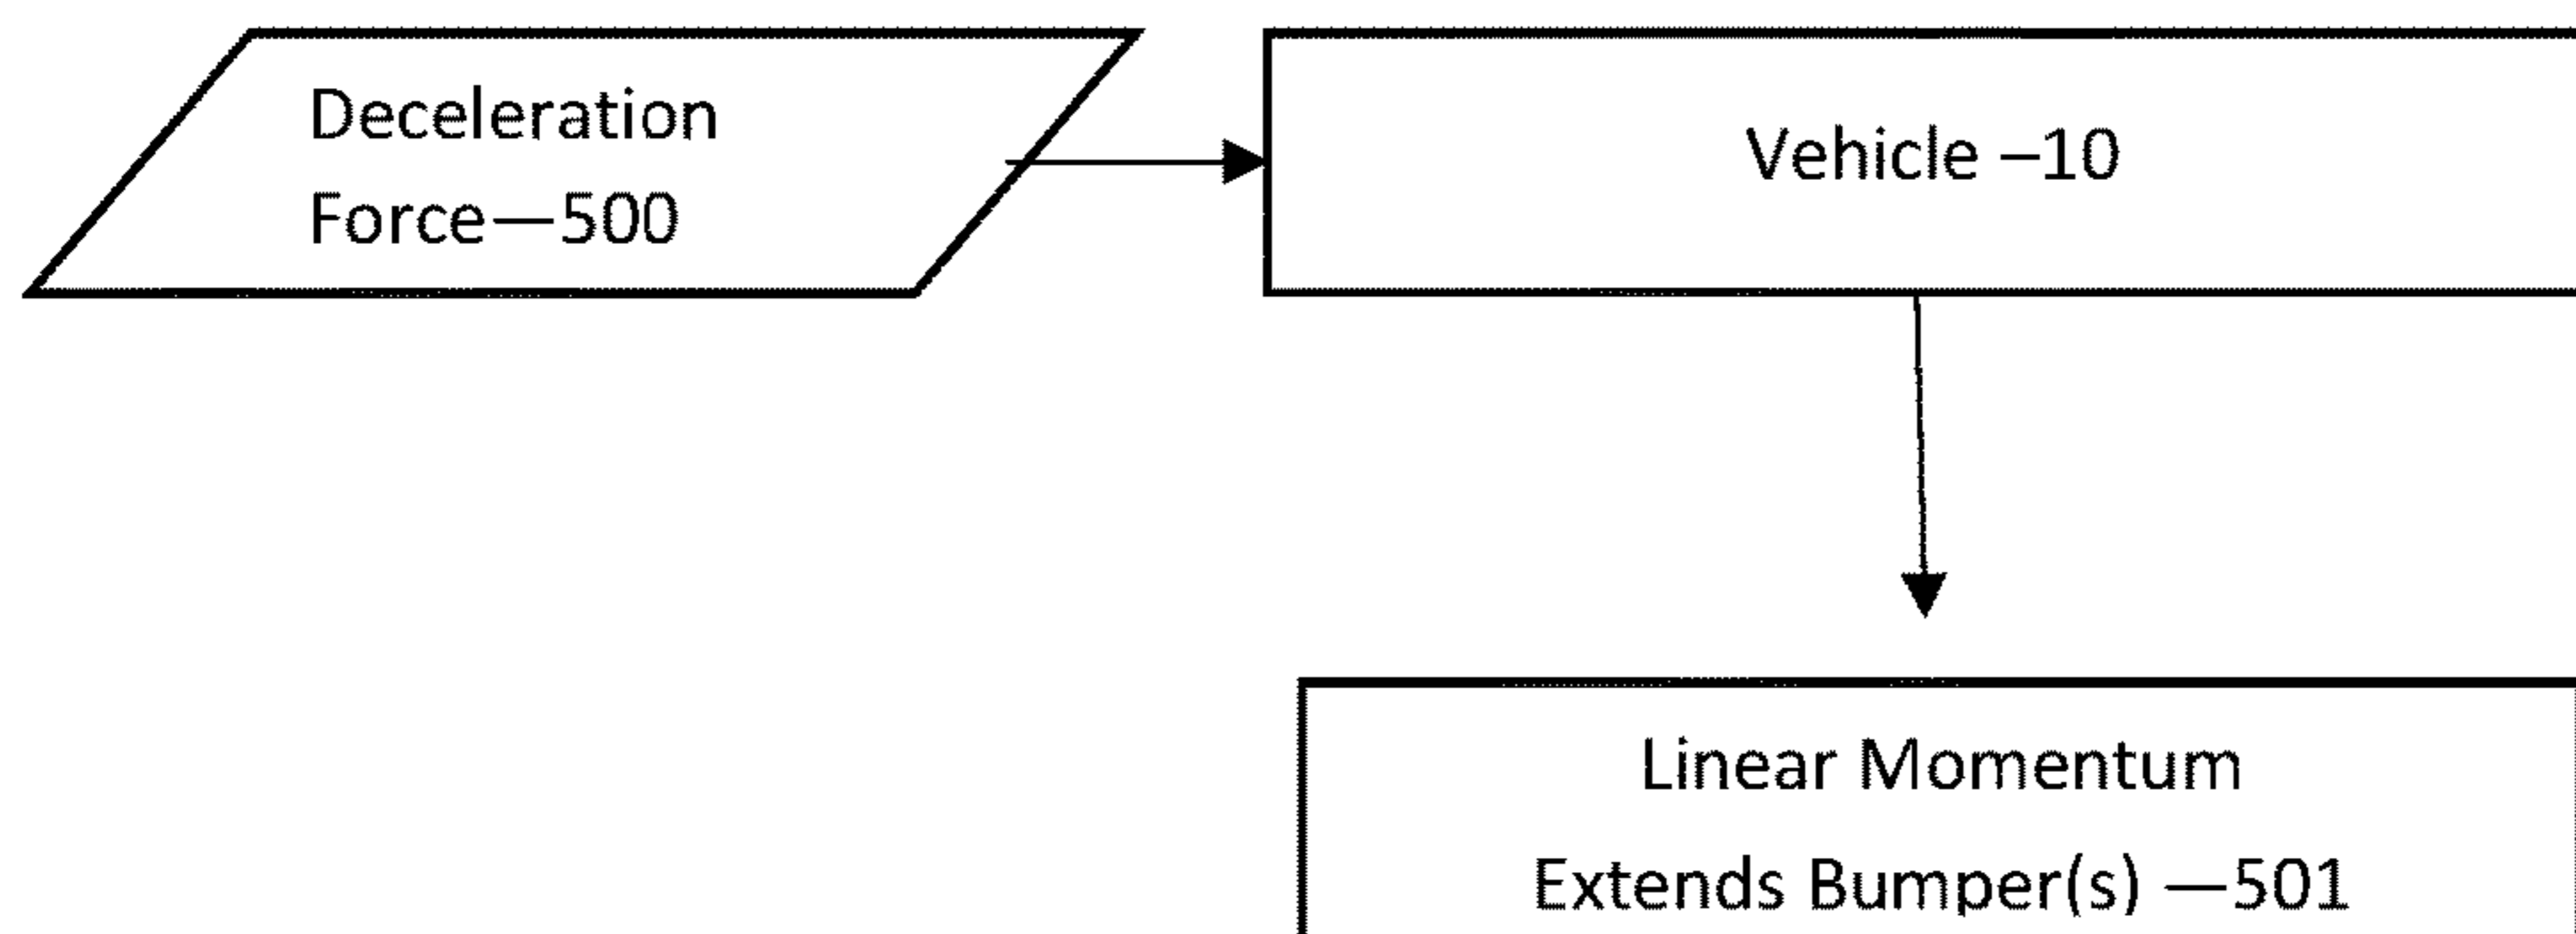 Deceleration
Force—500
Vehicle –10
Linear Momentum
Extends Bumper(s) —501